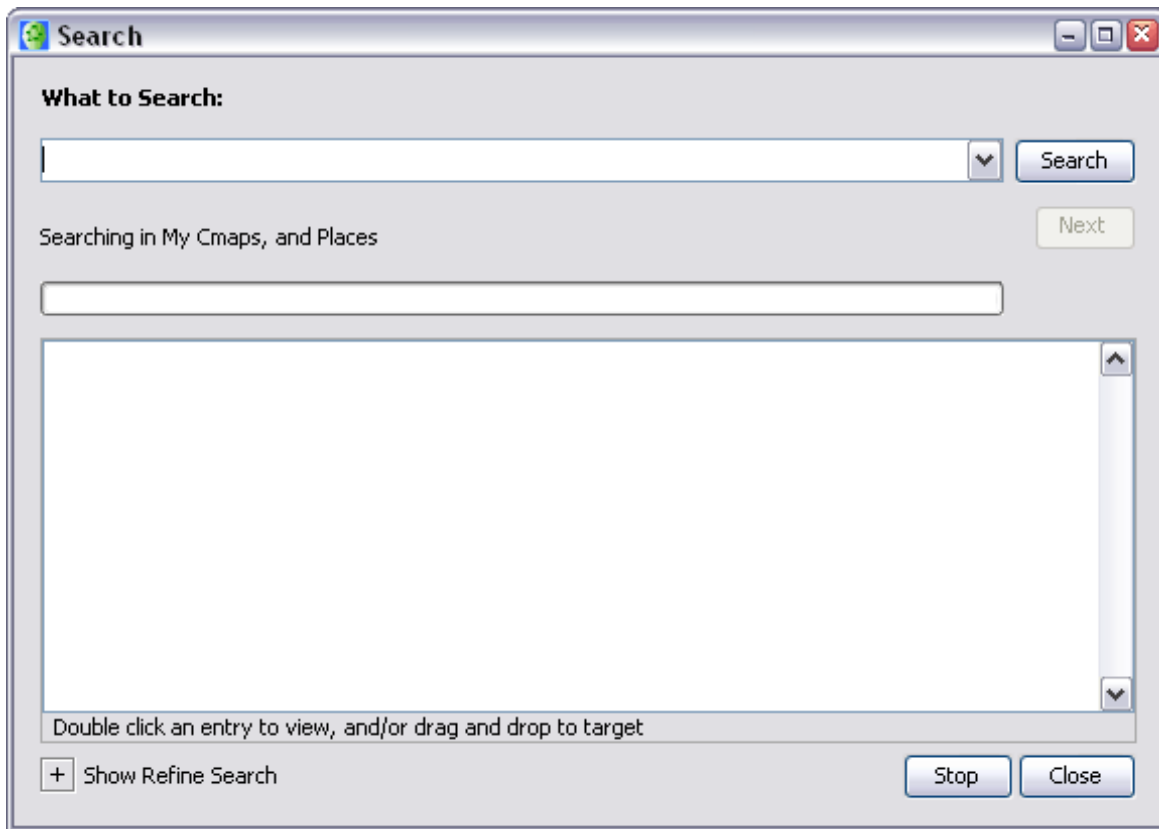 Search
What to Search:
Search
Next
Searching in My Cmaps, and Places
Double click an entry to view, and/or drag and drop to target
+ Show Refine Search
Stop
Close